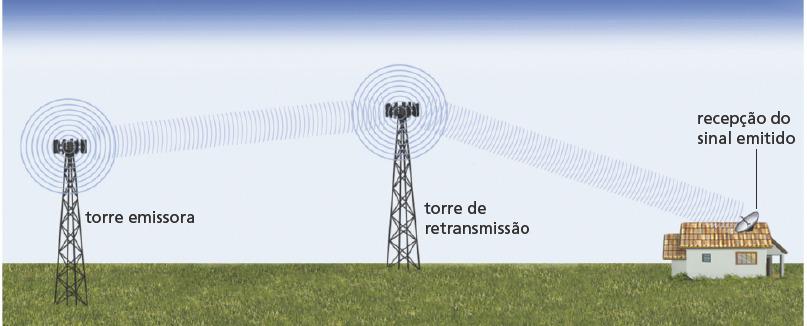 torre emissora
torre de
retransmissão
recepção do
sinal emitido